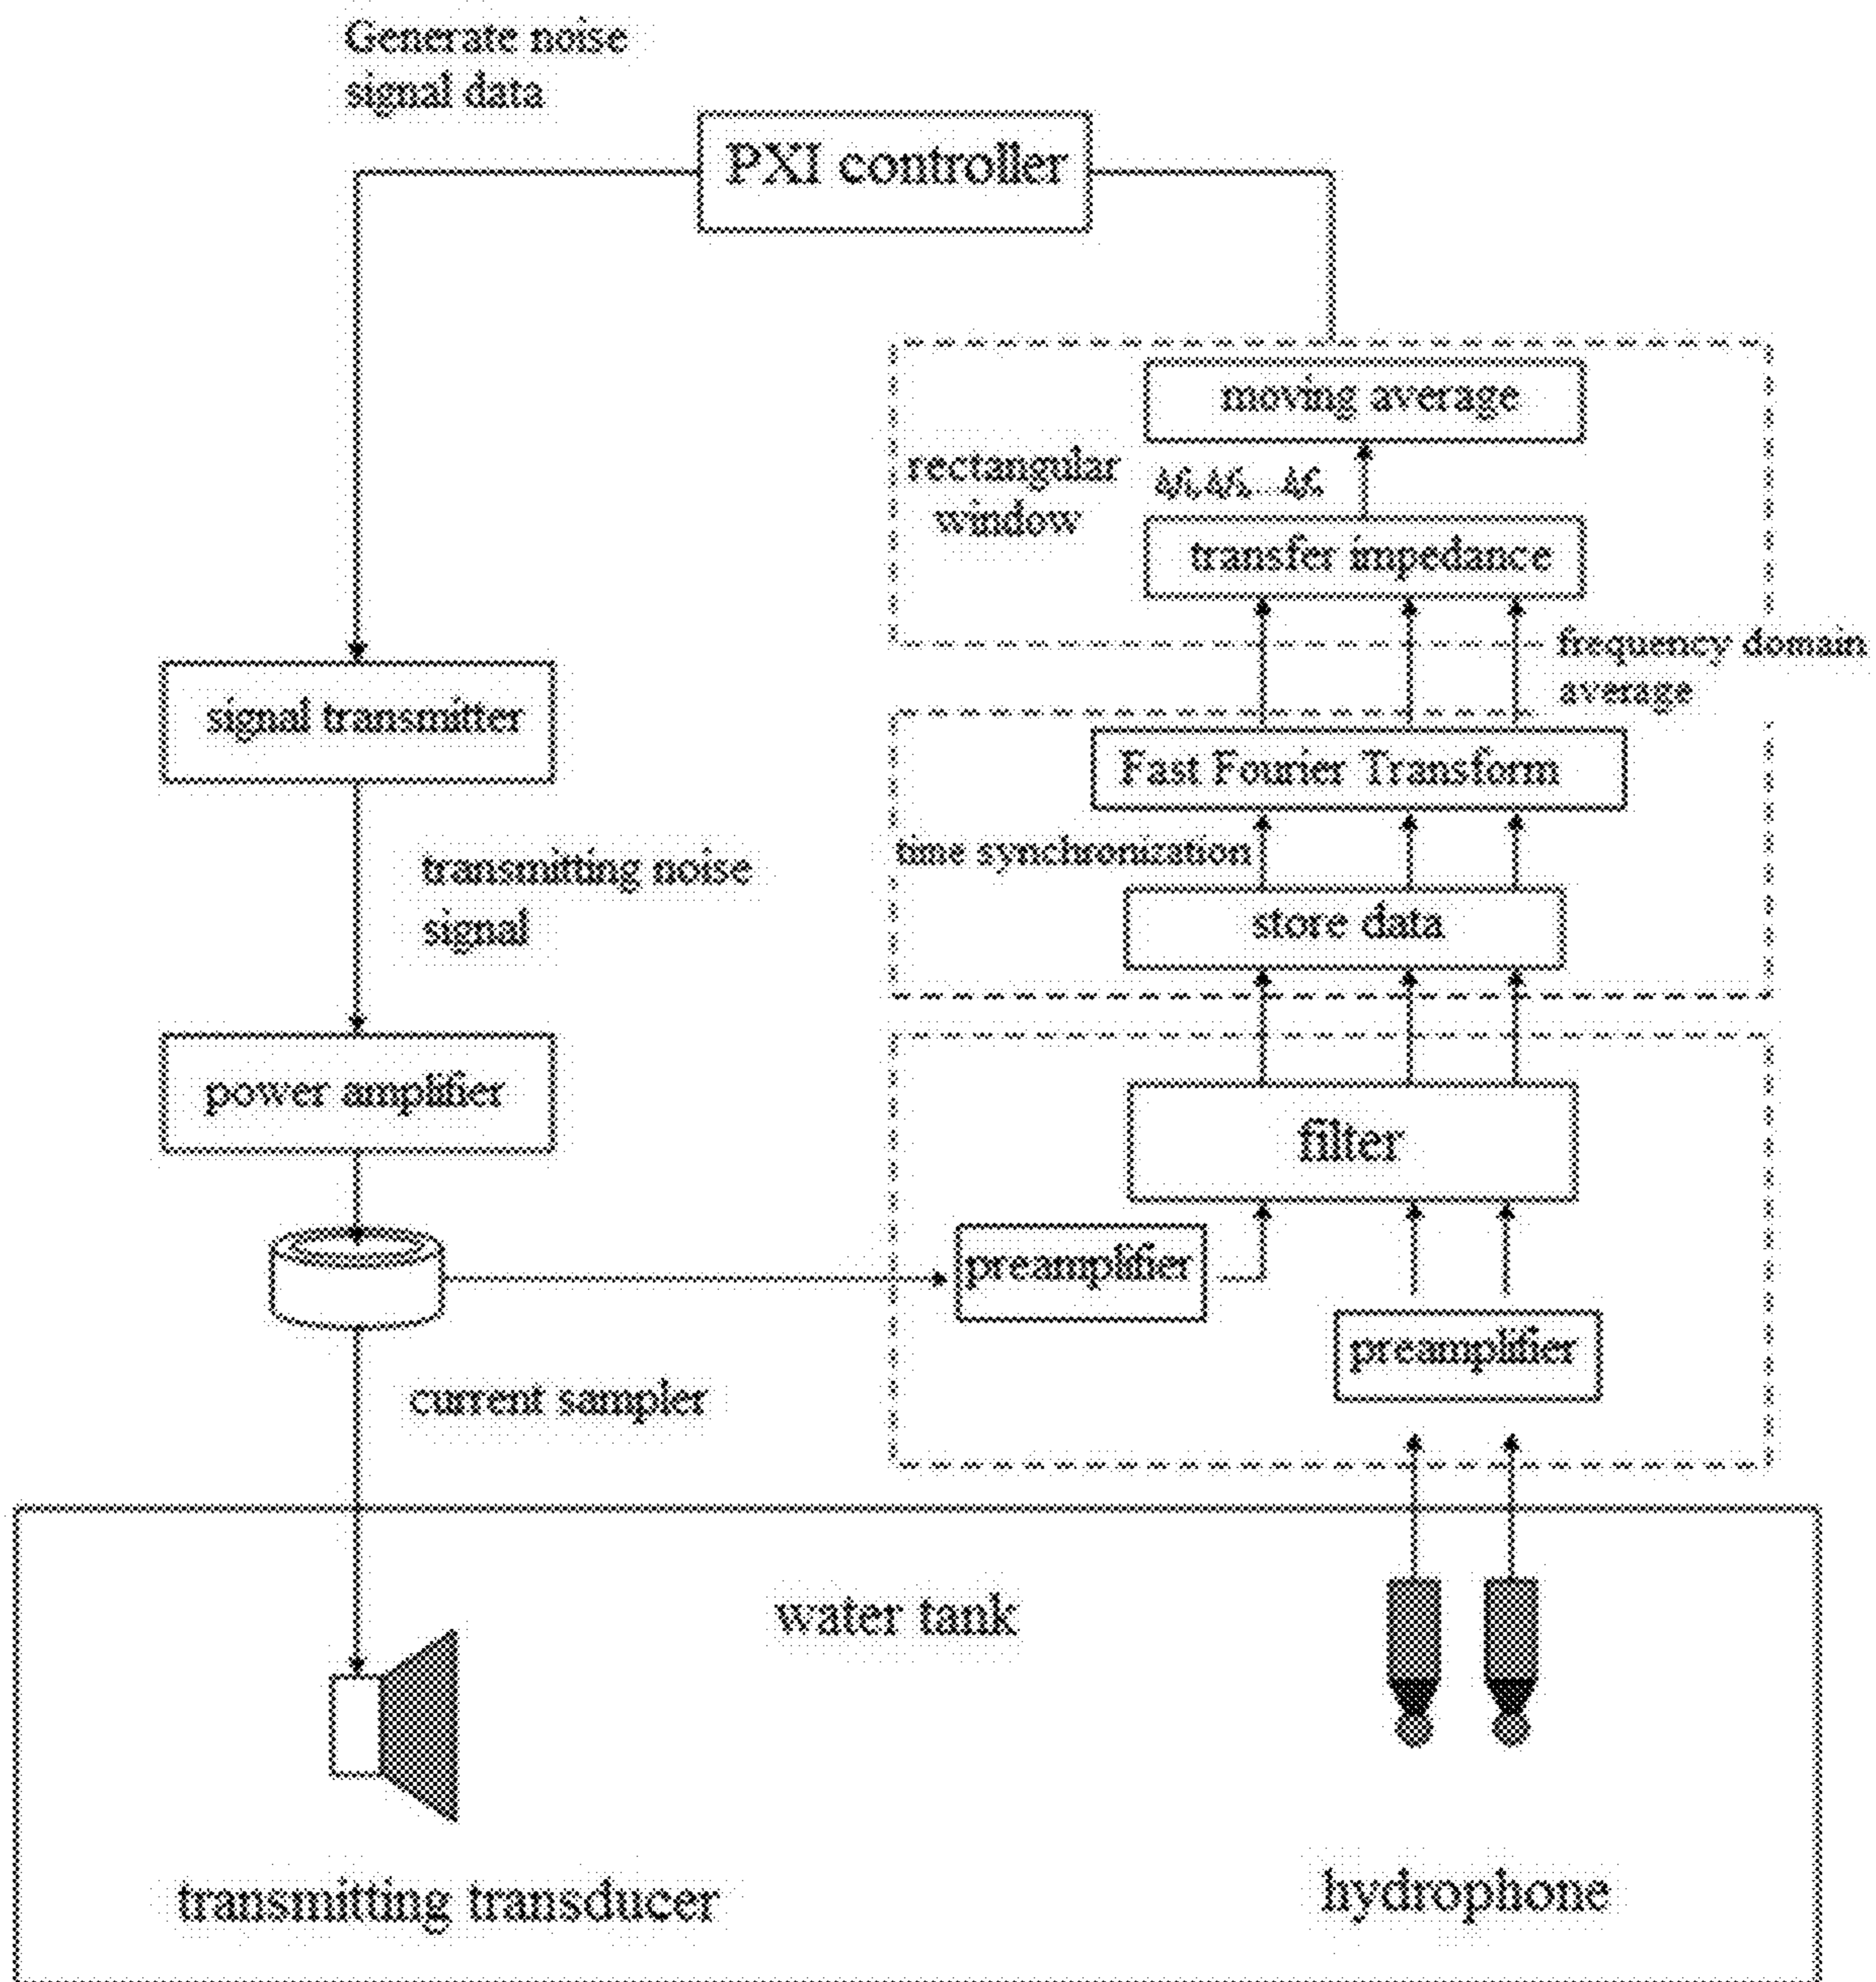 Generate noise
signal data
PXI controller
moving average
rectangular
window
transfer impedance
frequency domain
average
signal transmitter
Fast Fourier Transform
time synchronization
transmitting noise
signal
store data
power amplifier
filter
preamplifier
preamplifier
current sampler
water tank
transmitting transducer
hydrophone